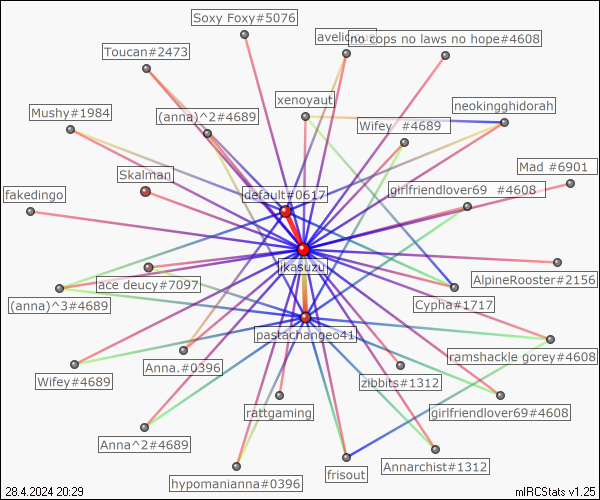 Soxy Foxy#5076
no cops no laws no hope#4608
Toucan#2473
xenoyaut
neokingghidorah
Mushy#1984
(anna)^2#4689
Wifey  #4689
Skalman
Mad  #6901
fakedingo
default#0617
girlfriendlover69  #4608
ikasuzu
ace deucy#7097
AlpineRooster#2156
(anna)^3#4689
Cypha#1717
pastachangeo41
ramshackle gorey#4608
Wifey#4689
Anna.#0396
zibbits#1312
rattgaming
girlfriendlover69#4608
Anna^2#4689
Annarchist#1312
hypomanianna#0396
frisout
28.4.2024 20:29
mIRCStats v1.25